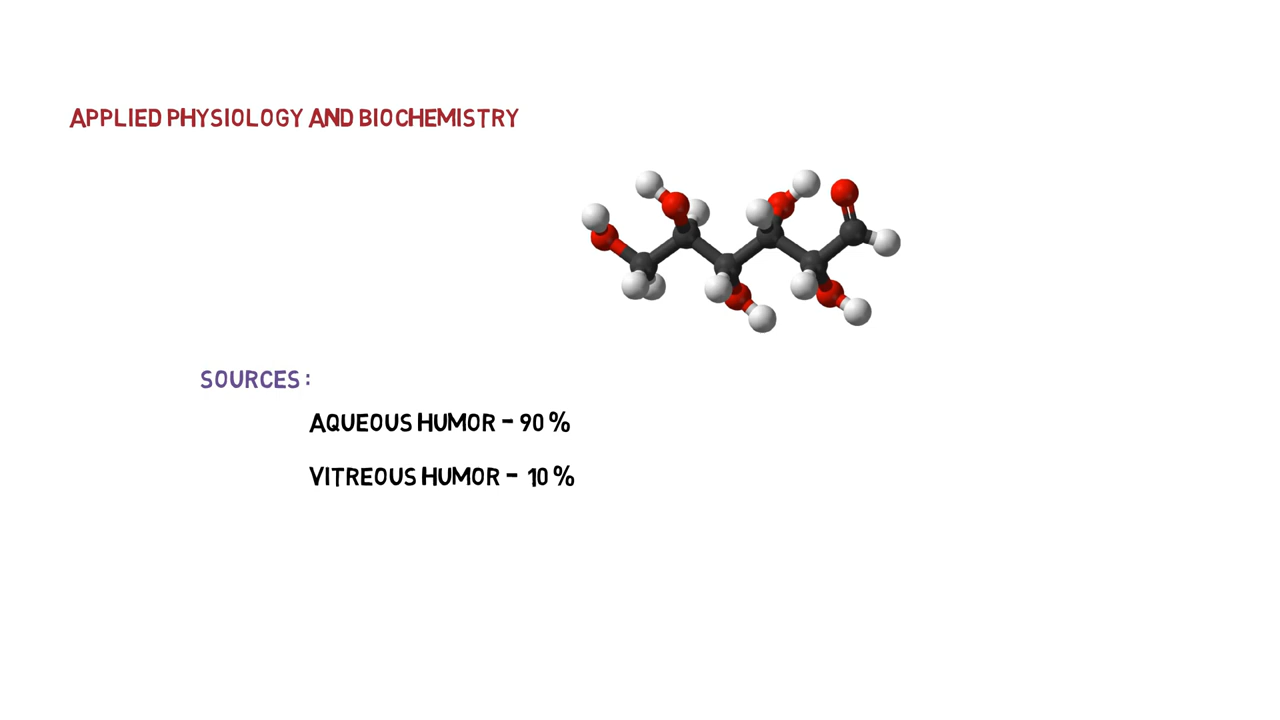 APPLIED PHYSIOLOGY AND BIOCHEMISTRY
SOURCES :
AQUEOUS HUMOR - 90 %
VITREOUS HUMOR - 10 %